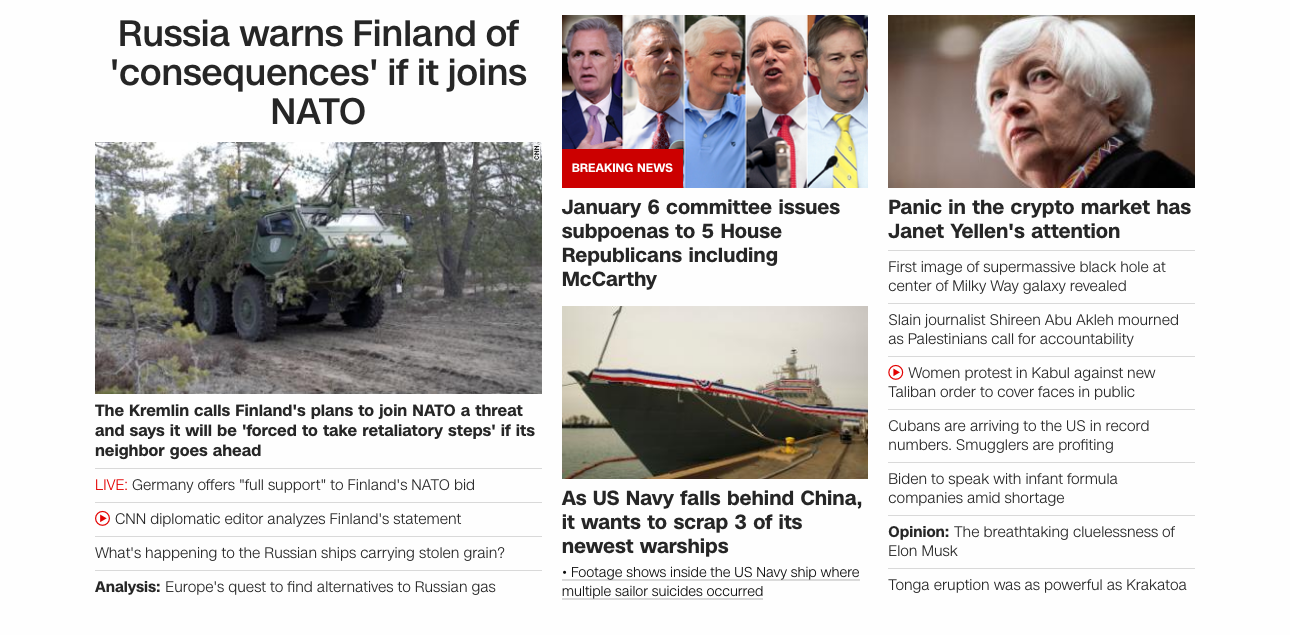 Russia warns Finland of
'consequences' if it joins
NATO
CNN
The Kremlin calls Finland's plans to join NATO a threat
and says it will be 'forced to take retaliatory steps' if its
neighbor goes ahead
LIVE: Germany offers "full support" to Finland's NATO bid
CNN diplomatic editor analyzes Finland's statement
What's happening to the Russian ships carrying stolen grain?
Analysis: Europe's quest to find alternatives to Russian gas
BREAKING NEWS
January 6 committee issues
subpoenas to 5 House
Republicans including
McCarthy
As US Navy falls behind China,
it wants to scrap 3 of its
newest warships
• Footage shows inside the US Navy ship where
multiple sailor suicides occurred
Panic in the crypto market has
Janet Yellen's attention
First image of supermassive black hole at
center of Milky Way galaxy revealed
Slain journalist Shireen Abu Akleh mourned
as Palestinians call for accountability
Women protest in Kabul against new
Taliban order to cover faces in public
Cubans are arriving to the US in record
numbers. Smugglers are profiting
Biden to speak with infant formula
companies amid shortage
Opinion: The breathtaking cluelessness of
Elon Musk
Tonga eruption was as powerful as Krakatoa